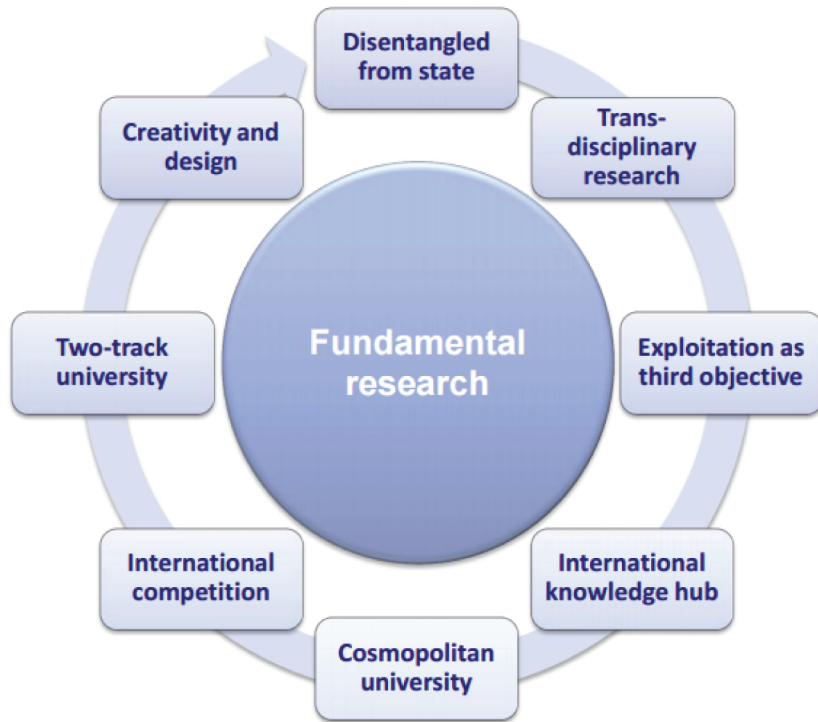 Disentangled
from state
Trans-
disciplinary
research
Exploitation as
third objective
International
knowledge hub
Cosmopolitan
university
International
competition
Two-track
university
Creativity and
design
Fundamental
research